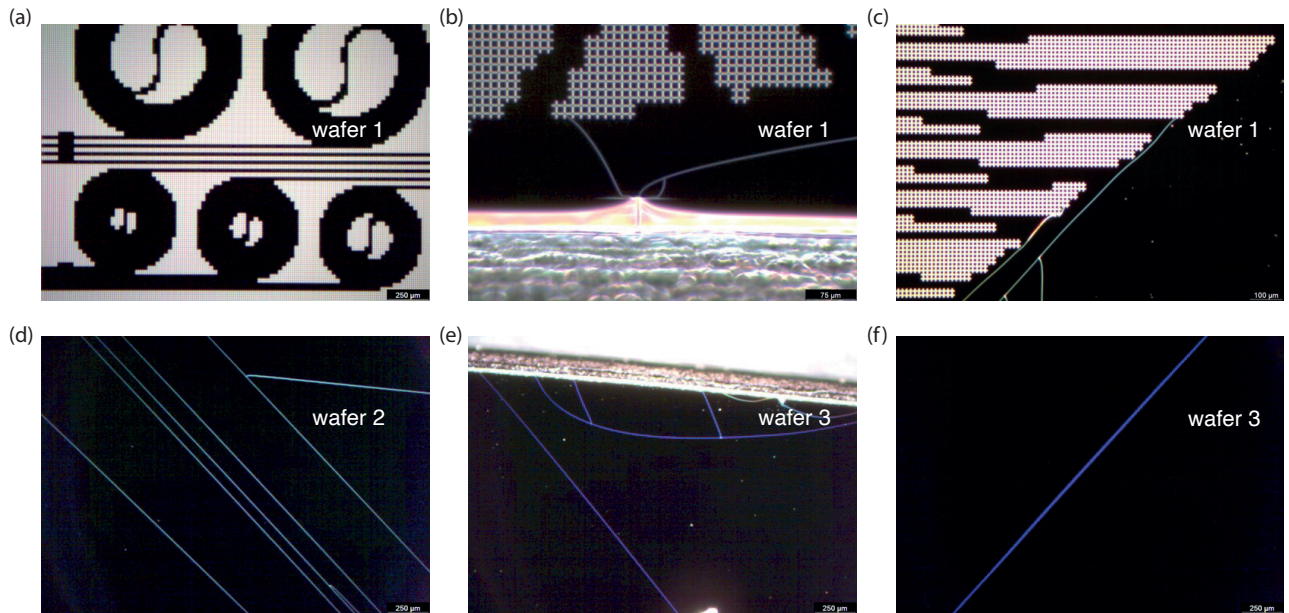 (a)
(b)
(c)
wafer 1
wafer 1
wafer 1
250 µm
75 µm
100 µm
(d)
(e)
(f)
wafer 2
wafer 3
wafer 3
250 µm
250 µm
250 µm